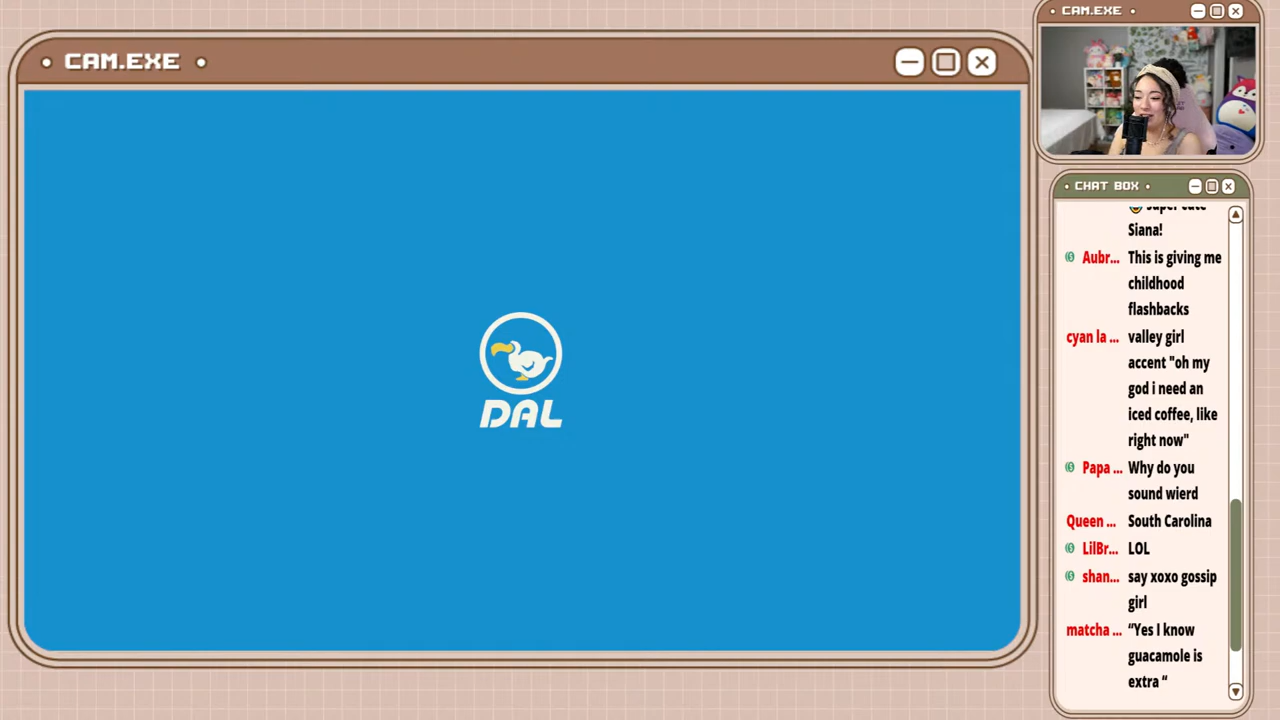 CAM.EXE
CAM.EXE
DAL
CHAT BOX
super cute
Siana!
Aubr... This is giving me
childhood
flashbacks
cyan la ... valley girl
accent "oh my
god i need an
iced coffee, like
right now"
Papa ... Why do you
sound wierd
Queen ... South Carolina
LilBr... LOL
shan... say xoxo gossip
girl
matcha ... “Yes I know
guacamole is
extra “